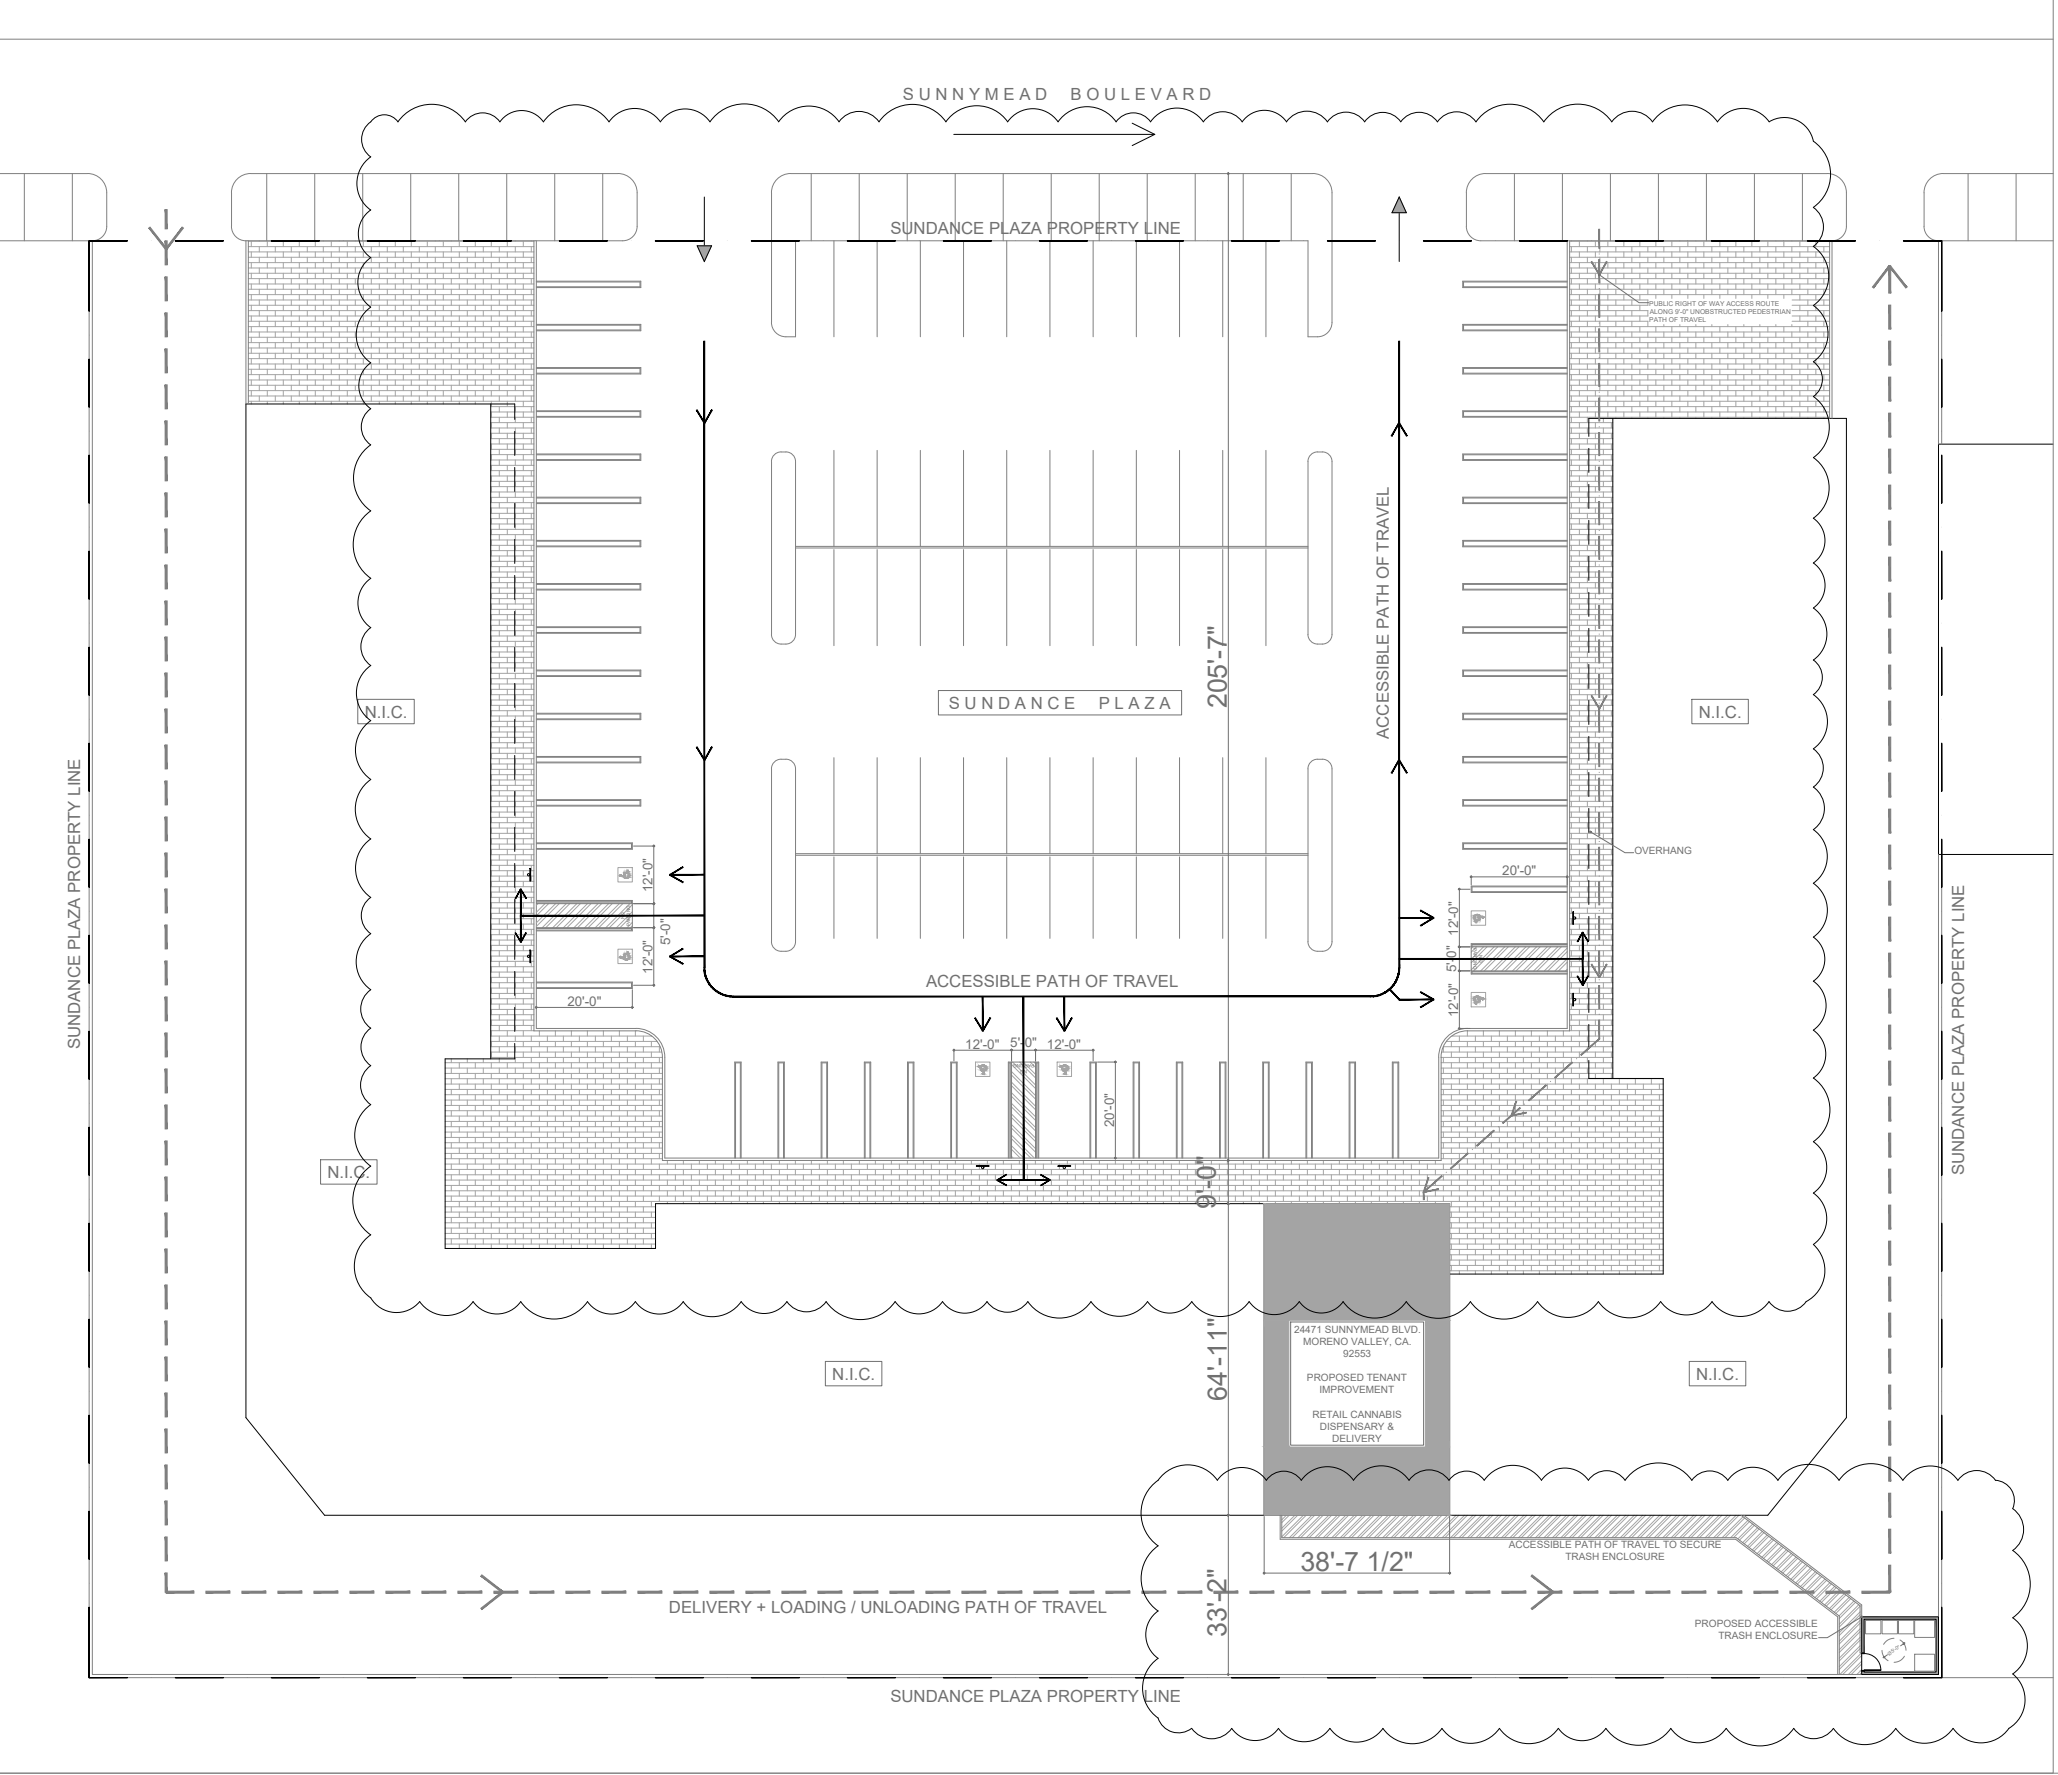 SUNNYMEAD BOULEVARD
SUNDANCE PLAZA PROPERTY LINE
PUBLIC RIGHT OF WAY ACCESS ROUTE
ALONG 9'-0" UNOBSTRUCTED PEDESTRIAN
PATH OF TRAVEL
ACCESSIBLE PATH OF TRAVEL
205'-7"
SUNDANCE PLAZA
N.I.C.
N.I.C.
SUNDANCE PLAZA PROPERTY LINE
OVERHANG
12'-0"
5'-0"
12'-0"
20'-0"
20'-0"
12'-0"
5'-0"
12'-0"
SUNDANCE PLAZA PROPERTY LINE
ACCESSIBLE PATH OF TRAVEL
12'-0"
5'-0"
12'-0"
20'-0"
9'-0"
N.I.C.
64'-11"
24471 SUNNYMEAD BLVD.
MORENO VALLEY, CA.
92553
PROPOSED TENANT
IMPROVEMENT
RETAIL CANNABIS
DISPENSARY &
DELIVERY
N.I.C.
N.I.C.
ACCESSIBLE PATH OF TRAVEL TO SECURE
TRASH ENCLOSURE
38'-7 1/2"
33'-2"
DELIVERY + LOADING / UNLOADING PATH OF TRAVEL
PROPOSED ACCESSIBLE
TRASH ENCLOSURE
SUNDANCE PLAZA PROPERTY LINE